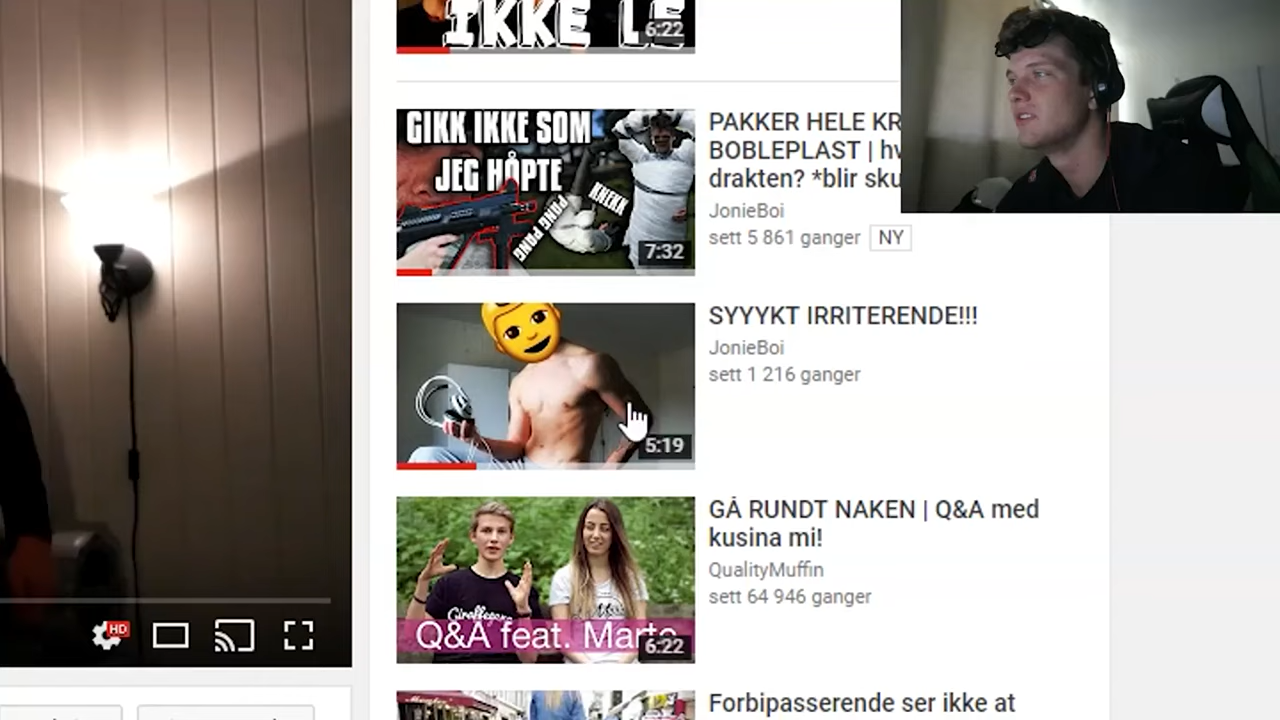 IKKE LE
6:22
GIKK IKKE SOM
JEG HÅPTE
PANG PANG
KNEKK
7:32
PAKKER HELE KR
BOBLEPLAST | hv
drakten? *blir sku
JonieBoi
sett 5 861 ganger NY
5:19
SYYYKT IRRITERENDE!!!
JonieBoi
sett 1 216 ganger
Q&A feat. Marte
6:22
GÅ RUNDT NAKEN | Q&A med
kusina mi!
QualityMuffin
sett 64 946 ganger
HD
Forbipasserende ser ikke at